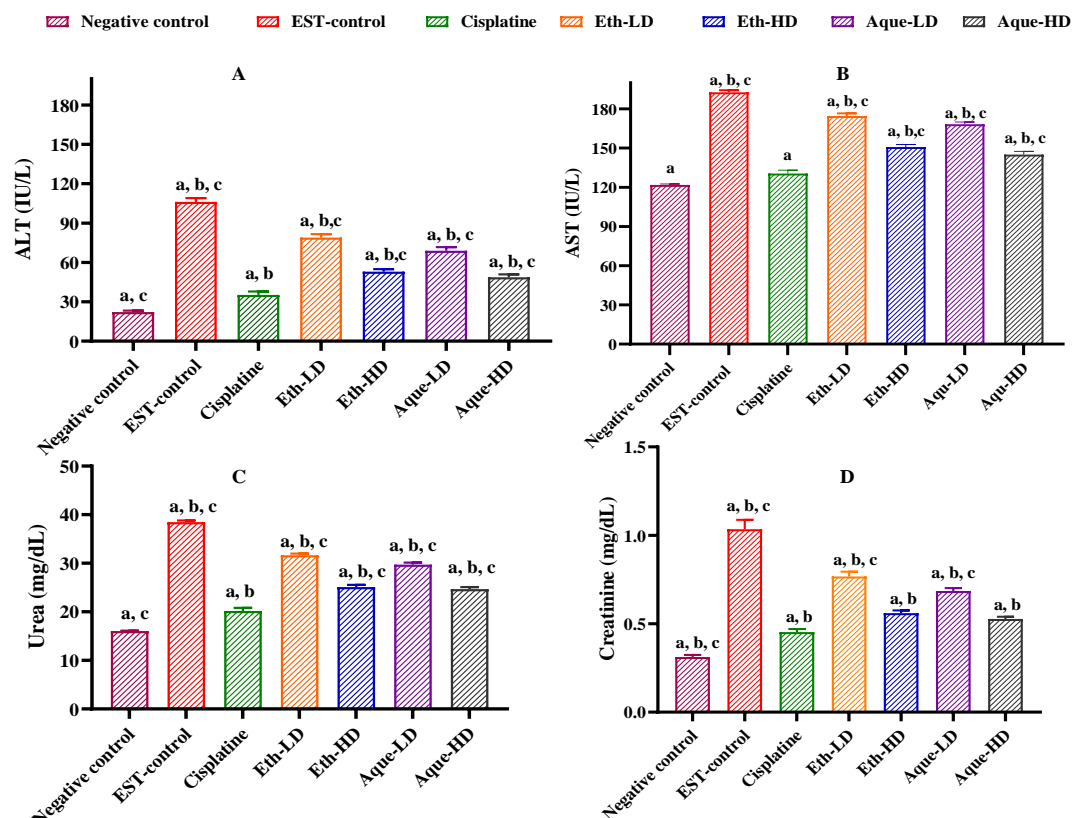 Negative control EST-control Cisplatine Eth-LD Eth-HD Aque-LD Aque-HD
A
ALT (IU/L)
180
150
120
90
60
30
0
a, c
a, b, c
a, b
a, b,c
a, b,c
a, b, c
a, b, c
Negative control
EST-control
Cisplatine
Eth-LD
Eth-HD
Aque-LD
Aque-HD
B
AST (IU/L)
180
150
120
90
60
30
0
a
a, b, c
a
a, b, c
a, b,c
a, b, c
a, b, c
Negative control
EST-control
Cisplatine
Eth-LD
Eth-HD
Aqu-LD
Aqu-HD
C
Urea (mg/dL)
50
40
30
20
10
0
a, c
a, b, c
a, b
a, b, c
a, b, c
a, b, c
a, b, c
Negative control
EST-control
Cisplatine
Eth-LD
Eth-HD
Aque-LD
Aque-HD
D
Creatinine (mg/dL)
1.5
1.0
0.5
0.0
a, b, c
a, b, c
a, b
a, b, c
a, b
a, b, c
a, b
Negative control
EST-control
Cisplatine
Eth-LD
Eth-HD
Aque-LD
Aque-HD